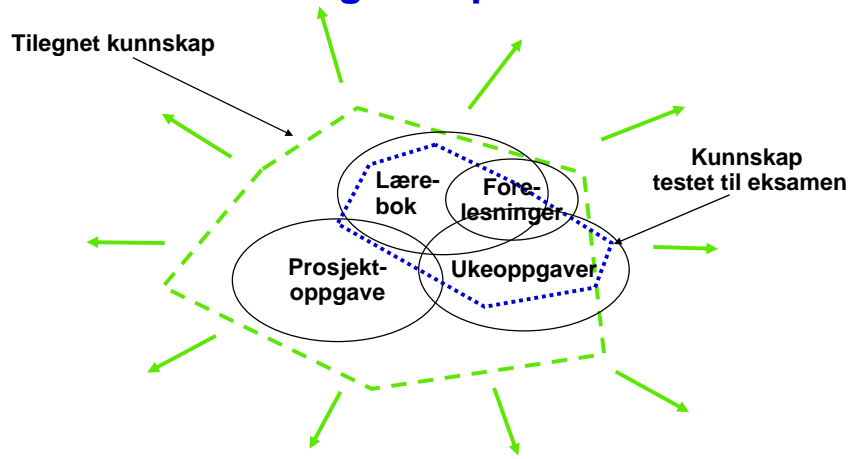 Tilegnet kunnskap
Kunnskap
testet til eksamen
Lære-
bok
Fore-
lesninger
Prosjekt-
oppgave
Ukeoppgaver